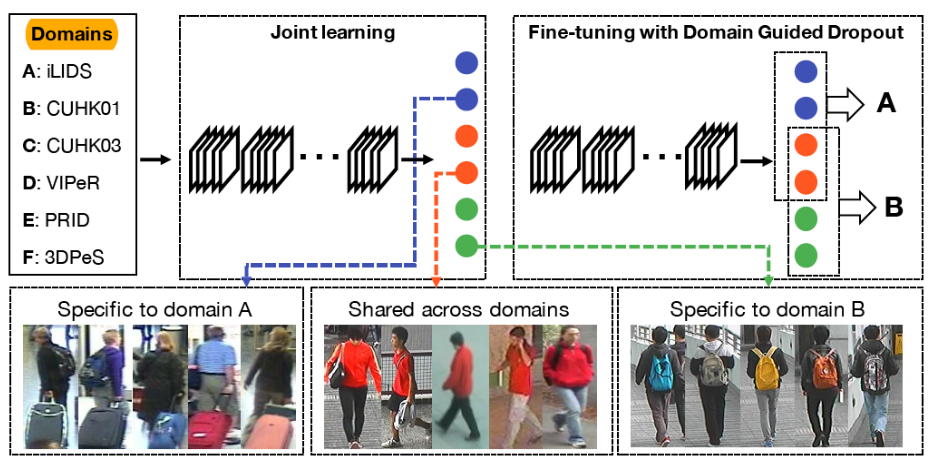 Domains
A: iLIDS
B: CUHK01
C: CUHK03
D: VIPeR
E: PRID
F: 3DPeS
Joint learning
Fine-tuning with Domain Guided Dropout
A
B
Specific to domain A
Shared across domains
Specific to domain B